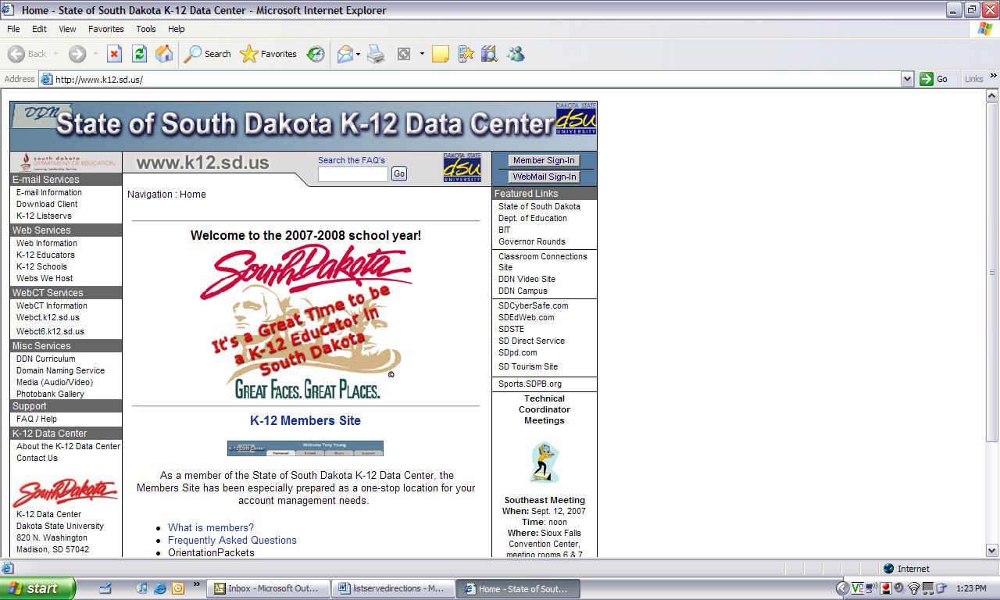 Home - State of South Dakota K-12 Data Center - Microsoft Internet Explorer
File Edit View Favorites Tools Help
Back Search Favorites
Address http://www.k12.sd.us/ Go Links »
DDN State of South Dakota K-12 Data Center DAKOTA STATE dsu UNIVERSITY
south dakota
DEPARTMENT OF EDUCATION
Learning. Leadership. Service.
E-mail Services
E-mail Information
Download Client
K-12 Listservs
Web Services
Web Information
K-12 Educators
K-12 Schools
Webs We Host
WebCT Services
WebCT Information
Webct.k12.sd.us
Webct6.k12.sd.us
Misc Services
DDN Curriculum
Domain Naming Service
Media (Audio/Video)
Photobank Gallery
Support
FAQ / Help
K-12 Data Center
About the K-12 Data Center
Contact Us
South Dakota
K-12 Data Center
Dakota State University
820 N. Washington
Madison, SD 57042
www.k12.sd.us
Search the FAQ's
Go
DAKOTA STATE
dsu
UNIVERSITY
Navigation : Home
Welcome to the 2007-2008 school year!
South Dakota
It's a Great Time to be
a K-12 Educator in
South Dakota
©
GREAT FACES. GREAT PLACES.
K-12 Members Site
K-12 Data Center Welcome Tony Young
Personal School Stats Support
As a member of the State of South Dakota K-12 Data Center, the
Members Site has been especially prepared as a one-stop location for your
account management needs.
• What is members?
• Frequently Asked Questions
• OrientationPackets
Member Sign-In
WebMail Sign-In
Featured Links
State of South Dakota
Dept. of Education
BIT
Governor Rounds
Classroom Connections
Site
DDN Video Site
DDN Campus
SDCyberSafe.com
SDEdWeb.com
SDSTE
SD Direct Service
SDpd.com
SD Tourism Site
Sports.SDPB.org
Technical
Coordinator
Meetings
Southeast Meeting
When: Sept. 12, 2007
Time: noon
Where: Sioux Falls
Convention Center,
meeting rooms 6 & 7
Internet
start » Inbox - Microsoft Out... listservedirections - M... Home - State of Sout... 1:23 PM